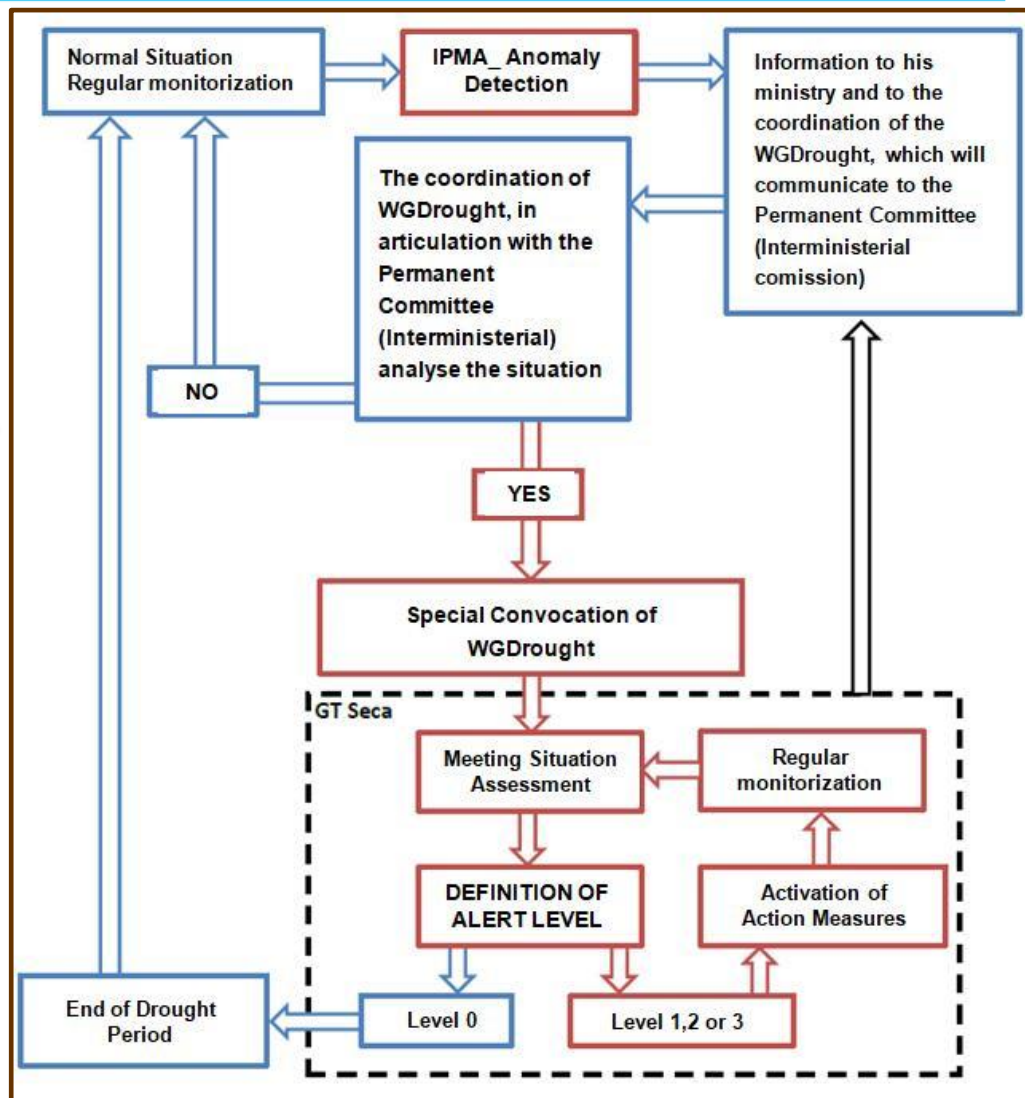 Normal Situation
Regular monitorization
IPMA_ Anomaly
Detection
Information to his
ministry and to the
coordination of the
WGDrought, which will
communicate to the
Permanent Committee
(Interministerial
comission)
The coordination of
WGDrought, in
articulation with the
Permanent
Committee
(Interministerial)
analyse the situation
NO
YES
Special Convocation of
WGDrought
GT Seca
Meeting Situation
Assessment
Regular
monitorization
DEFINITION OF
ALERT LEVEL
Activation of
Action Measures
End of Drought
Period
Level 0
Level 1,2 or 3